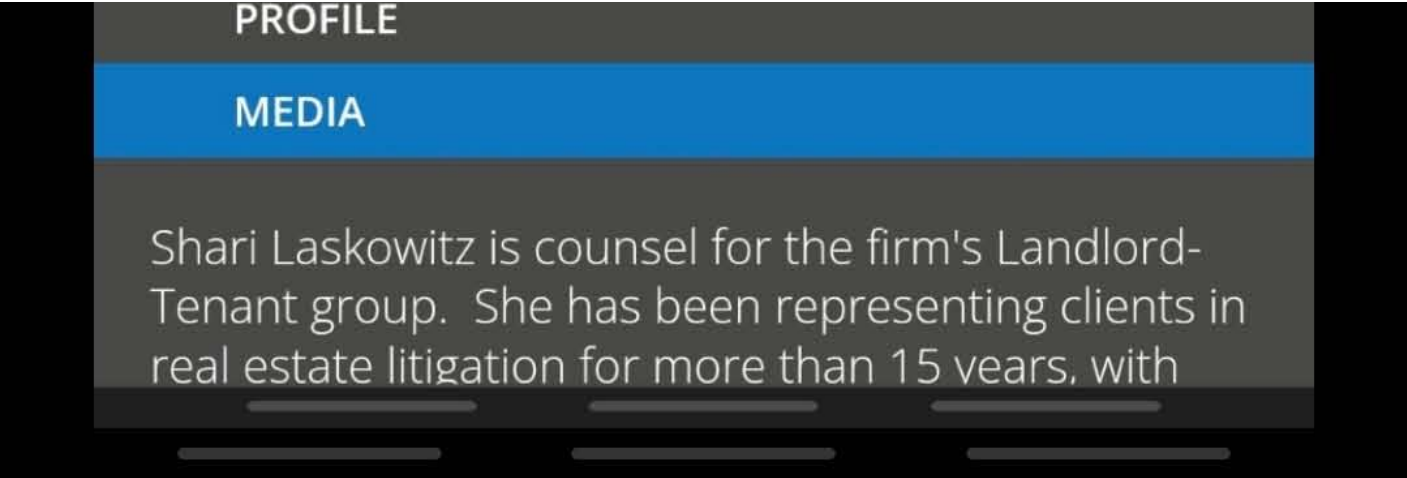 PROFILE
MEDIA
Shari Laskowitz is counsel for the firm's Landlord-
Tenant group.  She has been representing clients in
real estate litigation for more than 15 years, with